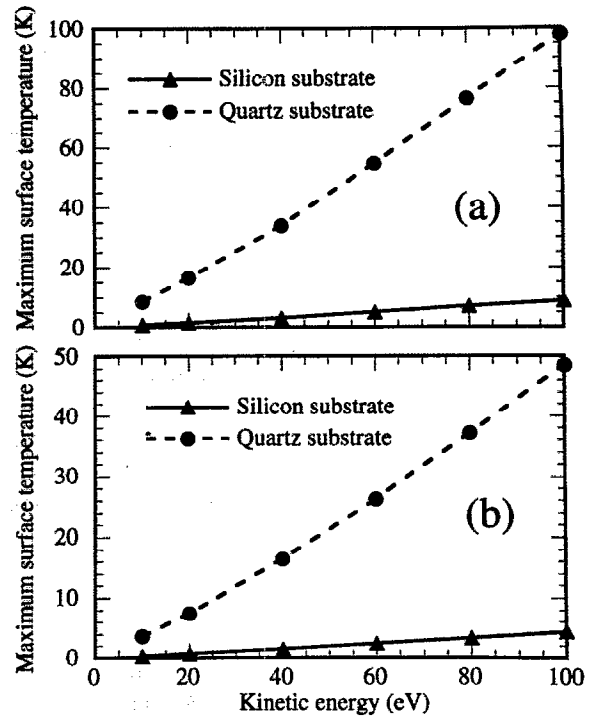 Maximum surface temperature (K)
100
80
60
40
20
0
Silicon substrate
Quartz substrate
(a)
Maximum surface temperature (K)
50
40
30
20
10
0
Silicon substrate
Quartz substrate
(b)
0 20 40 60 80 100
Kinetic energy (eV)